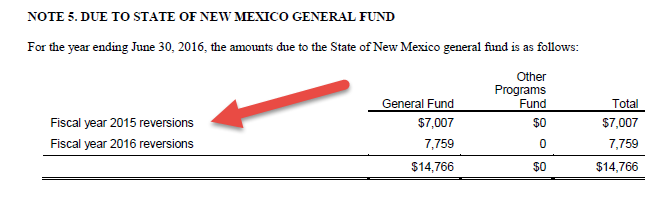 NOTE 5. DUE TO STATE OF NEW MEXICO GENERAL FUND
For the year ending June 30, 2016, the amounts due to the State of New Mexico general fund is as follows:
Other
Programs
General Fund Fund Total
Fiscal year 2015 reversions $7,007 $0 $7,007
Fiscal year 2016 reversions 7,759 0 7,759
$14,766 $0 $14,766